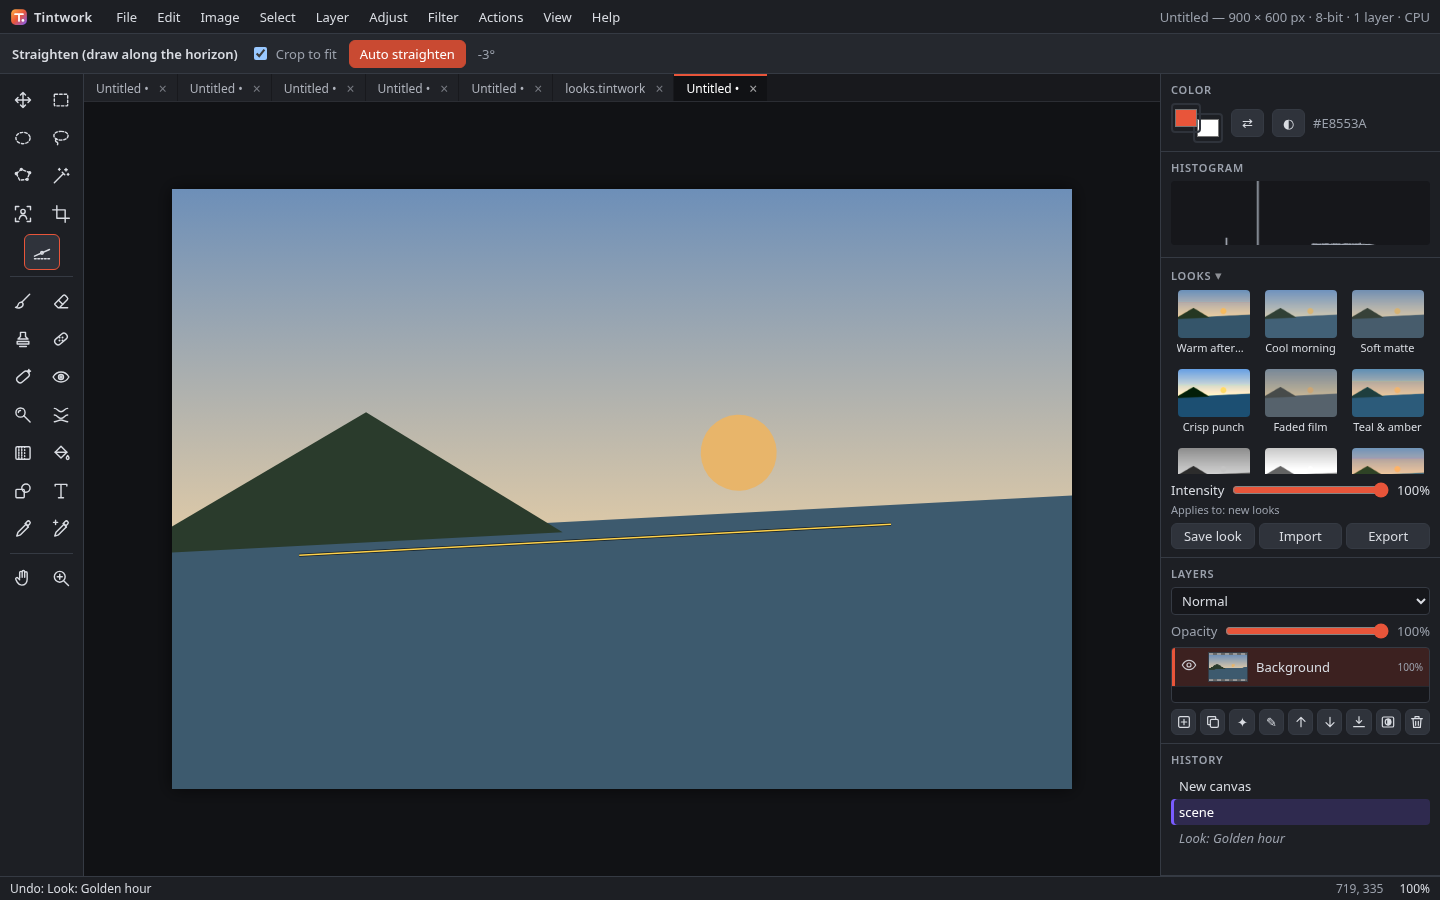 Tintwork File Edit Image Select Layer Adjust Filter Actions View Help Untitled — 900 × 600 px · 8-bit · 1 layer · CPU
Straighten (draw along the horizon) Crop to fit Auto straighten -3°
Untitled • × Untitled • × Untitled • × Untitled • × Untitled • × looks.tintwork × Untitled • ×
COLOR
#E8553A
HISTOGRAM
LOOKS ▾
Warm after... Cool morning Soft matte
Crisp punch Faded film Teal & amber
Intensity 100%
Applies to: new looks
Save look Import Export
LAYERS
Normal
Opacity 100%
Background 100%
HISTORY
New canvas
scene
Look: Golden hour
Undo: Look: Golden hour 719, 335 100%